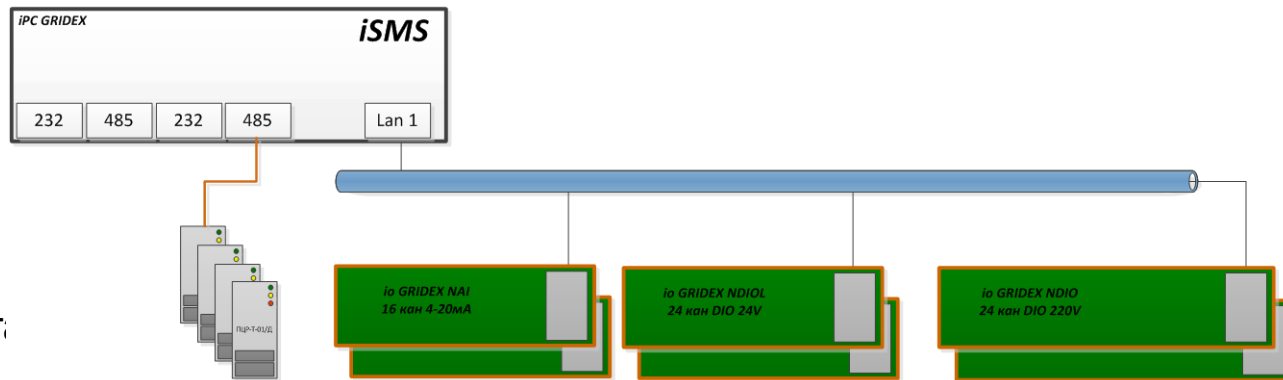 iPC GRIDEX
iSMS
232
485
232
485
Lan 1
io GRIDEX NAI
16 кан 4-20мА
io GRIDEX NDIOL
24 кан DIO 24V
io GRIDEX NDIO
24 кан DIO 220V
ПЦР-Т-01/Д